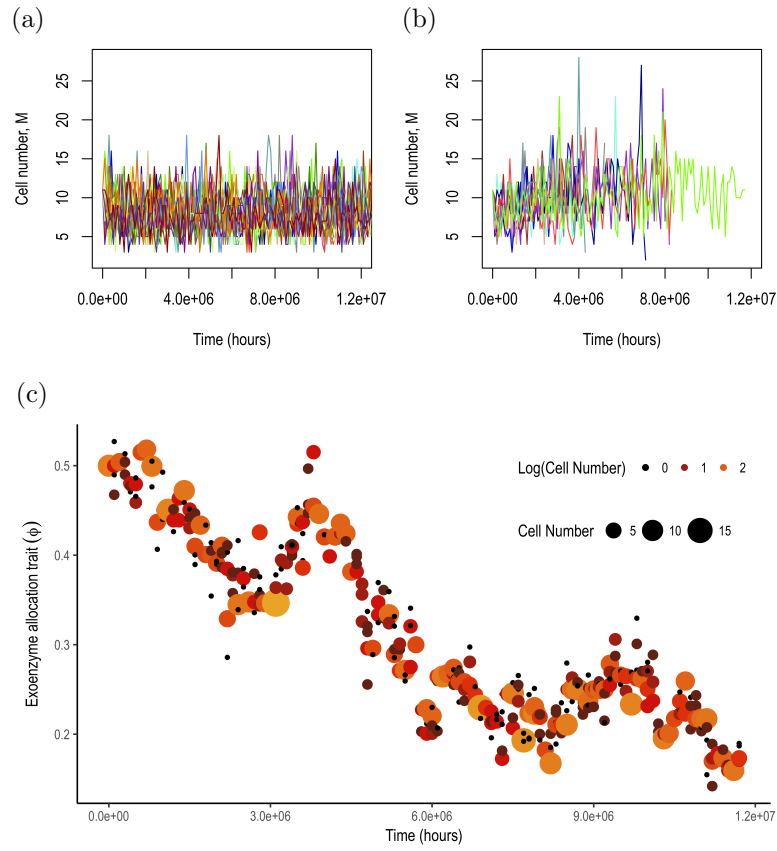 (a)
25
20
15
10
5
Cell number, M
0.0e+00 4.0e+06 8.0e+06 1.2e+07
Time (hours)
(b)
25
20
15
10
5
Cell number, M
0.0e+00 4.0e+06 8.0e+06 1.2e+07
Time (hours)
(c)
0.5
0.4
0.3
0.2
Exoenzyme allocation trait (ϕ)
Log(Cell Number) 0 1 2
Cell Number 5 10 15
0.0e+00 3.0e+06 6.0e+06 9.0e+06 1.2e+07
Time (hours)